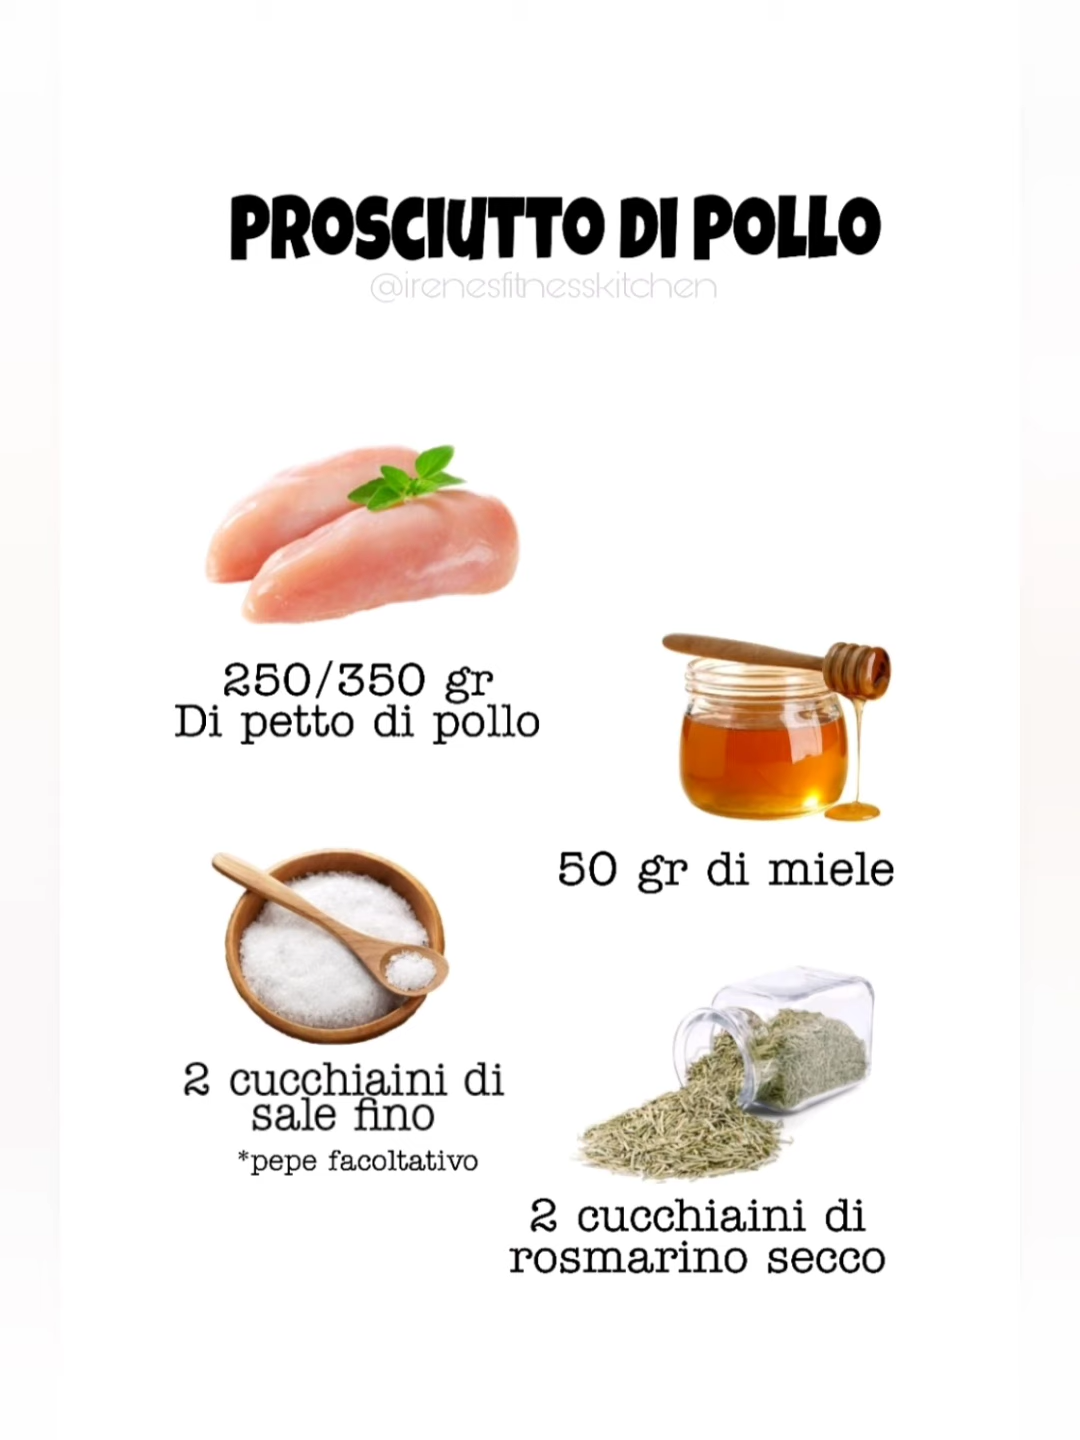 PROSCIUTTO DI POLLO
@irenesfitnesskitchen
250/350 gr
Di petto di pollo
50 gr di miele
2 cucchiaini di
sale fino
*pepe facoltativo
2 cucchiaini di
rosmarino secco